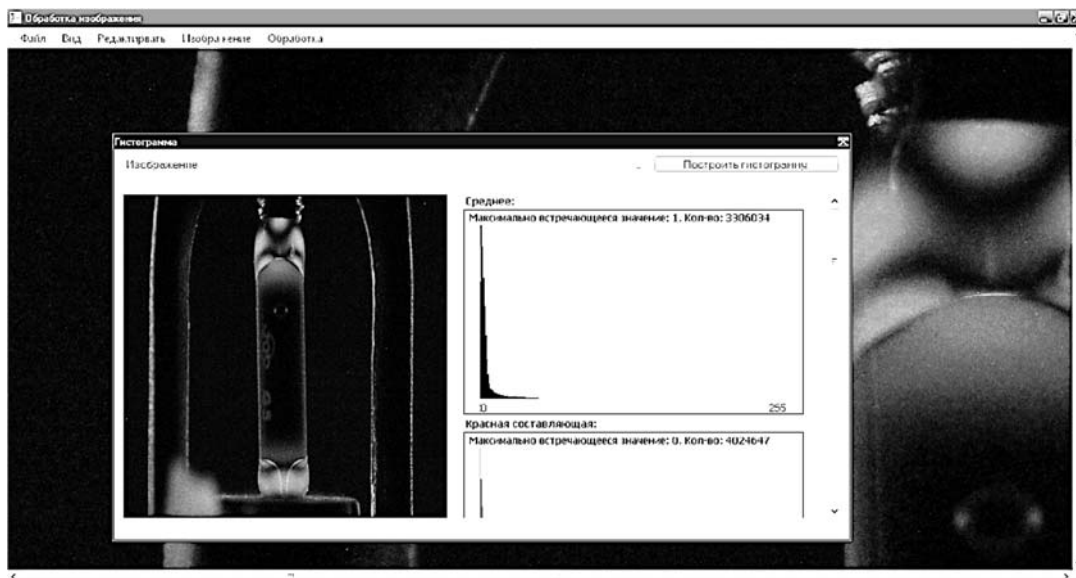 Обработка изображения
Файл Вид Редактирвать Изображение Обработка
Гистограмма
Изображение
Построить гистограмму
Среднее:
Максимально встречающееся значение: 1. Кол-во: 3306034
0 255
Красная составляющая:
Максимально встречающееся значение: 0. Кол-во: 4024647